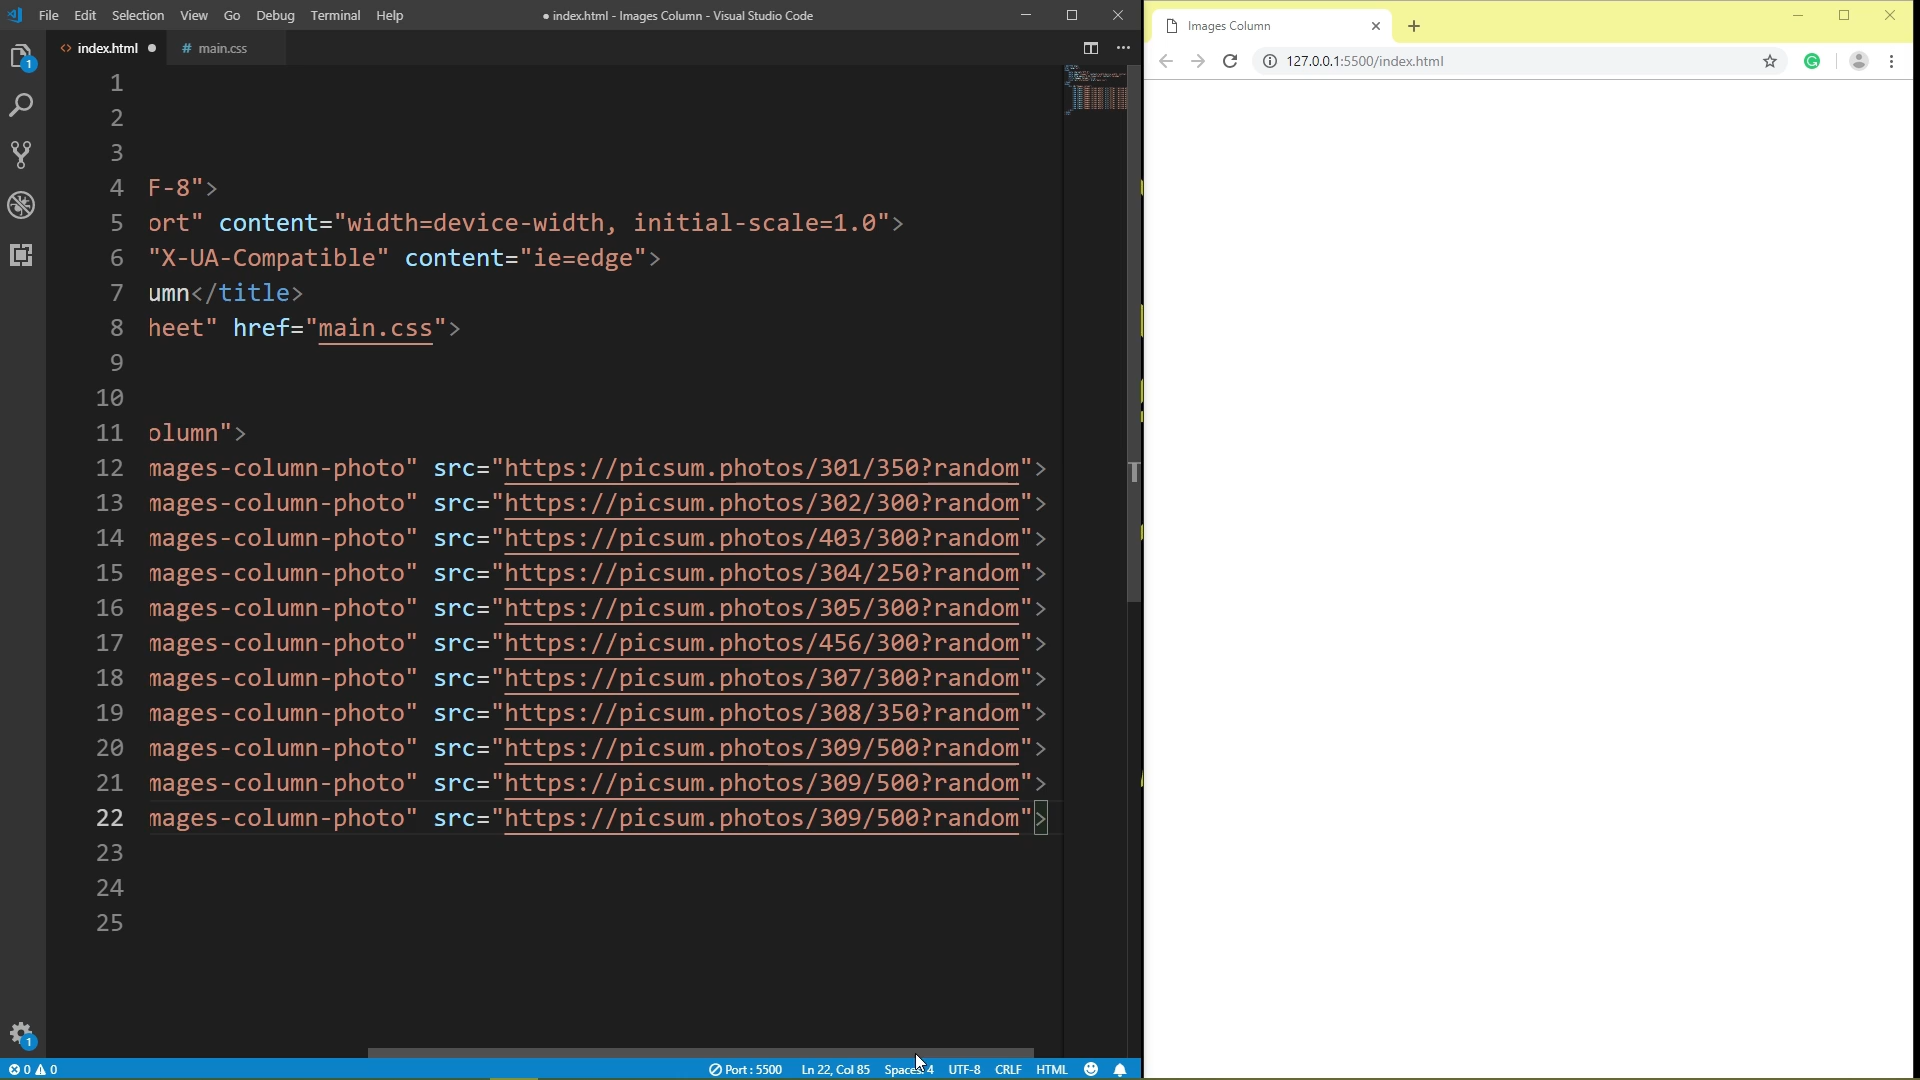 File Edit Selection View Go Debug Terminal Help
● index.html - Images Column - Visual Studio Code
index.html ● # main.css
1
2
3
4 F-8">
5 ort" content="width=device-width, initial-scale=1.0">
6 "X-UA-Compatible" content="ie=edge">
7 umn</title>
8 heet" href="main.css">
9
10
11 olumn">
12 mages-column-photo" src="https://picsum.photos/301/350?random">
13 mages-column-photo" src="https://picsum.photos/302/300?random">
14 mages-column-photo" src="https://picsum.photos/403/300?random">
15 mages-column-photo" src="https://picsum.photos/304/250?random">
16 mages-column-photo" src="https://picsum.photos/305/300?random">
17 mages-column-photo" src="https://picsum.photos/456/300?random">
18 mages-column-photo" src="https://picsum.photos/307/300?random">
19 mages-column-photo" src="https://picsum.photos/308/350?random">
20 mages-column-photo" src="https://picsum.photos/309/500?random">
21 mages-column-photo" src="https://picsum.photos/309/500?random">
22 mages-column-photo" src="https://picsum.photos/309/500?random">
23
24
25
1
1
0 0 Port : 5500 Ln 22, Col 85 Spaces: 4 UTF-8 CRLF HTML
Images Column
127.0.0.1:5500/index.html